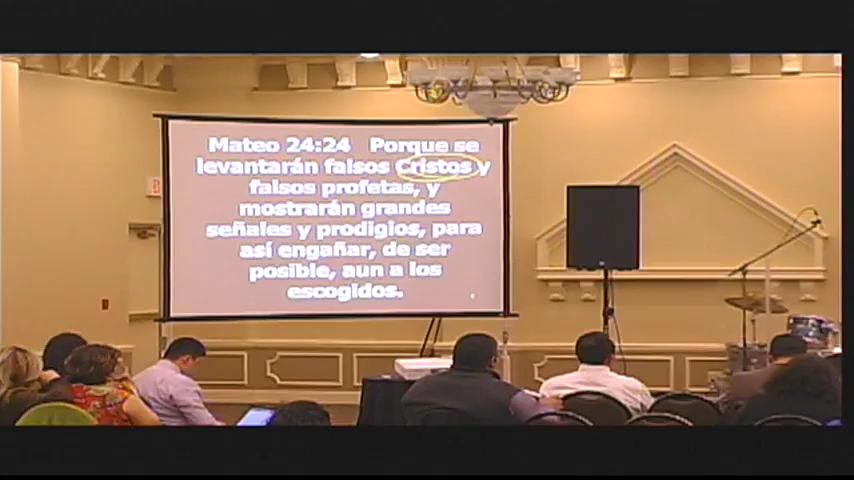 Mateo 24:24 Porque se
levantarán falsos Cristos y
falsos profetas, y
mostrarán grandes
señales y prodigios, para
así engañar, de ser
posible, aun a los
escogidos.